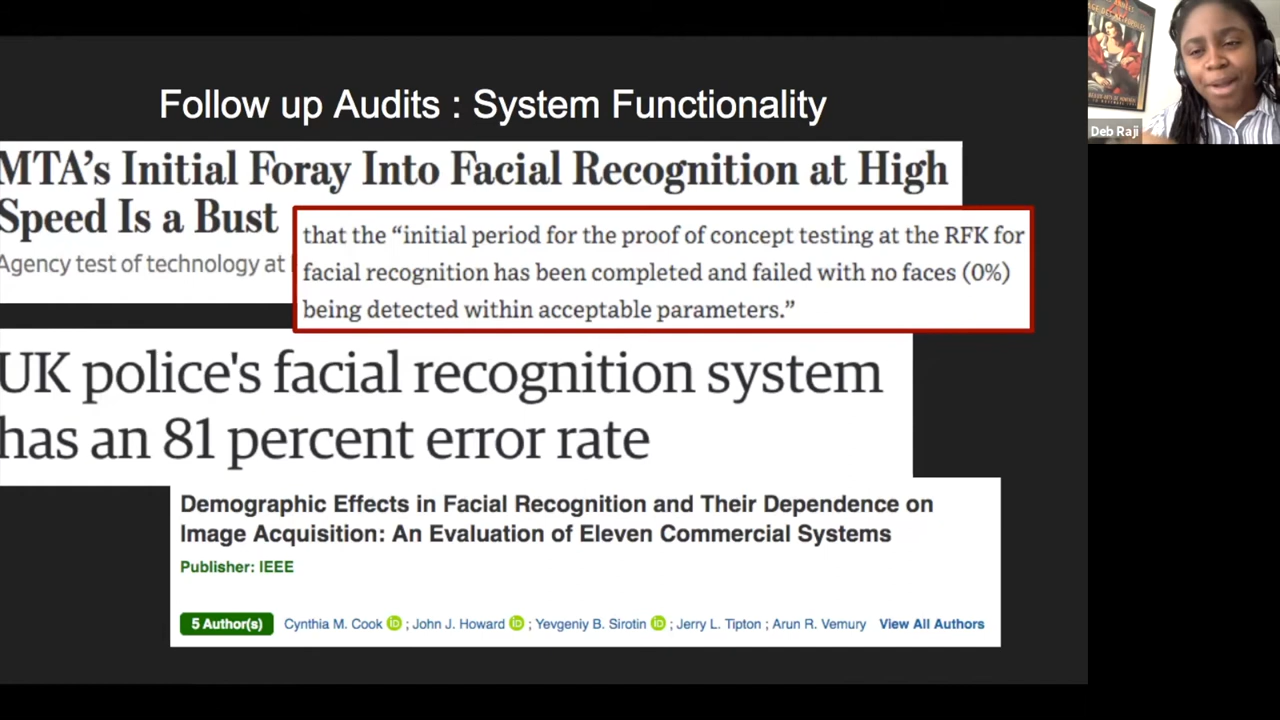 Follow up Audits : System Functionality
MTA's Initial Foray Into Facial Recognition at High
Speed Is a Bust
Agency test of technology at
that the “initial period for the proof of concept testing at the RFK for
facial recognition has been completed and failed with no faces (0%)
being detected within acceptable parameters.”
UK police's facial recognition system
has an 81 percent error rate
Demographic Effects in Facial Recognition and Their Dependence on
Image Acquisition: An Evaluation of Eleven Commercial Systems
Publisher: IEEE
5 Author(s) Cynthia M. Cook iD ; John J. Howard iD ; Yevgeniy B. Sirotin iD ; Jerry L. Tipton ; Arun R. Vemury View All Authors
Deb Raji